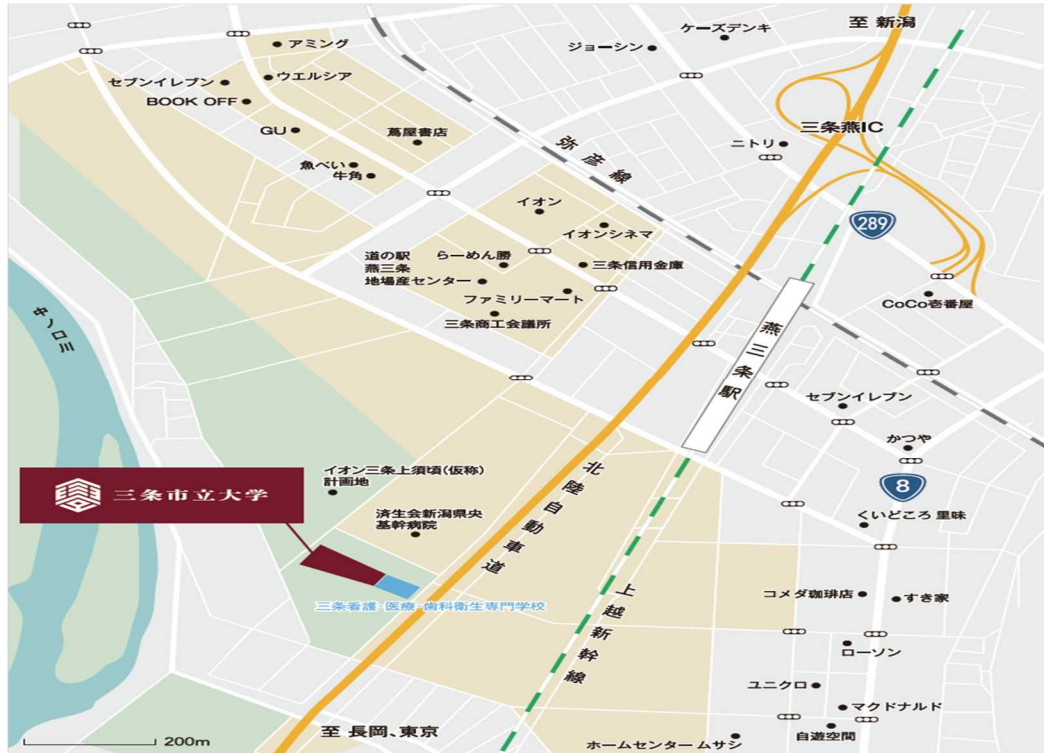 至 新潟
ケーズデンキ
ジョーシン
アミング
セブンイレブン
ウエルシア
BOOK OFF
GU
蔦屋書店
魚べい
牛角
三条燕IC
ニトリ
弥彦線
289
イオン
イオンシネマ
道の駅
燕三条
地場産センター
らーめん勝
三条信用金庫
ファミリーマート
三条商工会議所
CoCo壱番屋
中ノ口川
燕三条駅
セブンイレブン
かつや
8
くいどころ 里味
イオン三条上須頃(仮称)
計画地
三条市立大学
済生会新潟県央
基幹病院
北陸自動車道
三条看護・医療・歯科衛生専門学校
上越新幹線
コメダ珈琲店
すき家
ローソン
ユニクロ
マクドナルド
自遊空間
ホームセンター ムサシ
至 長岡、東京
200m